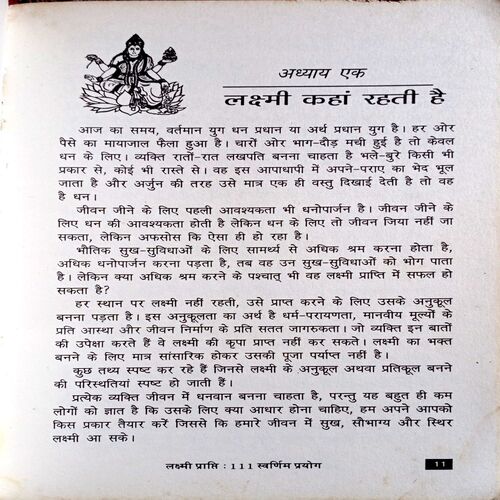 अध्याय एक
लक्ष्मी कहां रहती है
आज का समय, वर्तमान युग धन प्रधान या अर्थ प्रधान युग है। हर ओर
पैसे का मायाजाल फैला हुआ है। चारों ओर भाग-दौड़ मची हुई है तो केवल
धन के लिए। व्यक्ति रातों-रात लखपति बनना चाहता है भले-बुरे किसी भी
प्रकार से, कोई भी रास्ते से। वह इस आपाधापी में अपने-पराए का भेद भूल
जाता है और अर्जुन की तरह उसे मात्र एक ही वस्तु दिखाई देती है तो वह
है धन।
जीवन जीने के लिए पहली आवश्यकता भी धनोपार्जन है। जीवन जीने के
लिए धन की आवश्यकता होती है लेकिन धन के लिए तो जीवन जिया नहीं जा
सकता, लेकिन अफसोस कि ऐसा ही हो रहा है।
भौतिक सुख-सुविधाओं के लिए सामर्थ्य से अधिक श्रम करना होता है,
अधिक धनोपार्जन करना पड़ता है, तब वह उन सुख-सुविधाओं को भोग पाता
है। लेकिन क्या अधिक श्रम करने के पश्चात् भी वह लक्ष्मी प्राप्ति में सफल हो
सकता है?
हर स्थान पर लक्ष्मी नहीं रहती, उसे प्राप्त करने के लिए उसके अनुकूल
बनना पड़ता है। इस अनुकूलता का अर्थ है धर्म-परायणता, मानवीय मूल्यों के
प्रति आस्था और जीवन निर्माण के प्रति सतत जागरुकता। जो व्यक्ति इन बातों
की उपेक्षा करते हैं वे लक्ष्मी की कृपा प्राप्त नहीं कर सकते। लक्ष्मी का भक्त
बनने के लिए मात्र सांसारिक होकर उसकी पूजा पर्याप्त नहीं है।
कुछ तथ्य स्पष्ट कर रहे हैं जिनसे लक्ष्मी के अनुकूल अथवा प्रतिकूल बनने
की परिस्थितियां स्पष्ट हो जाती हैं।
प्रत्येक व्यक्ति जीवन में धनवान बनना चाहता है, परन्तु यह बहुत ही कम
लोगों को ज्ञात है कि उसके लिए क्या आधार होना चाहिए, हम अपने आपको
किस प्रकार तैयार करें जिससे कि हमारे जीवन में सुख, सौभाग्य और स्थिर
लक्ष्मी आ सके।
लक्ष्मी प्राप्ति : 111 स्वर्णिम प्रयोग
11